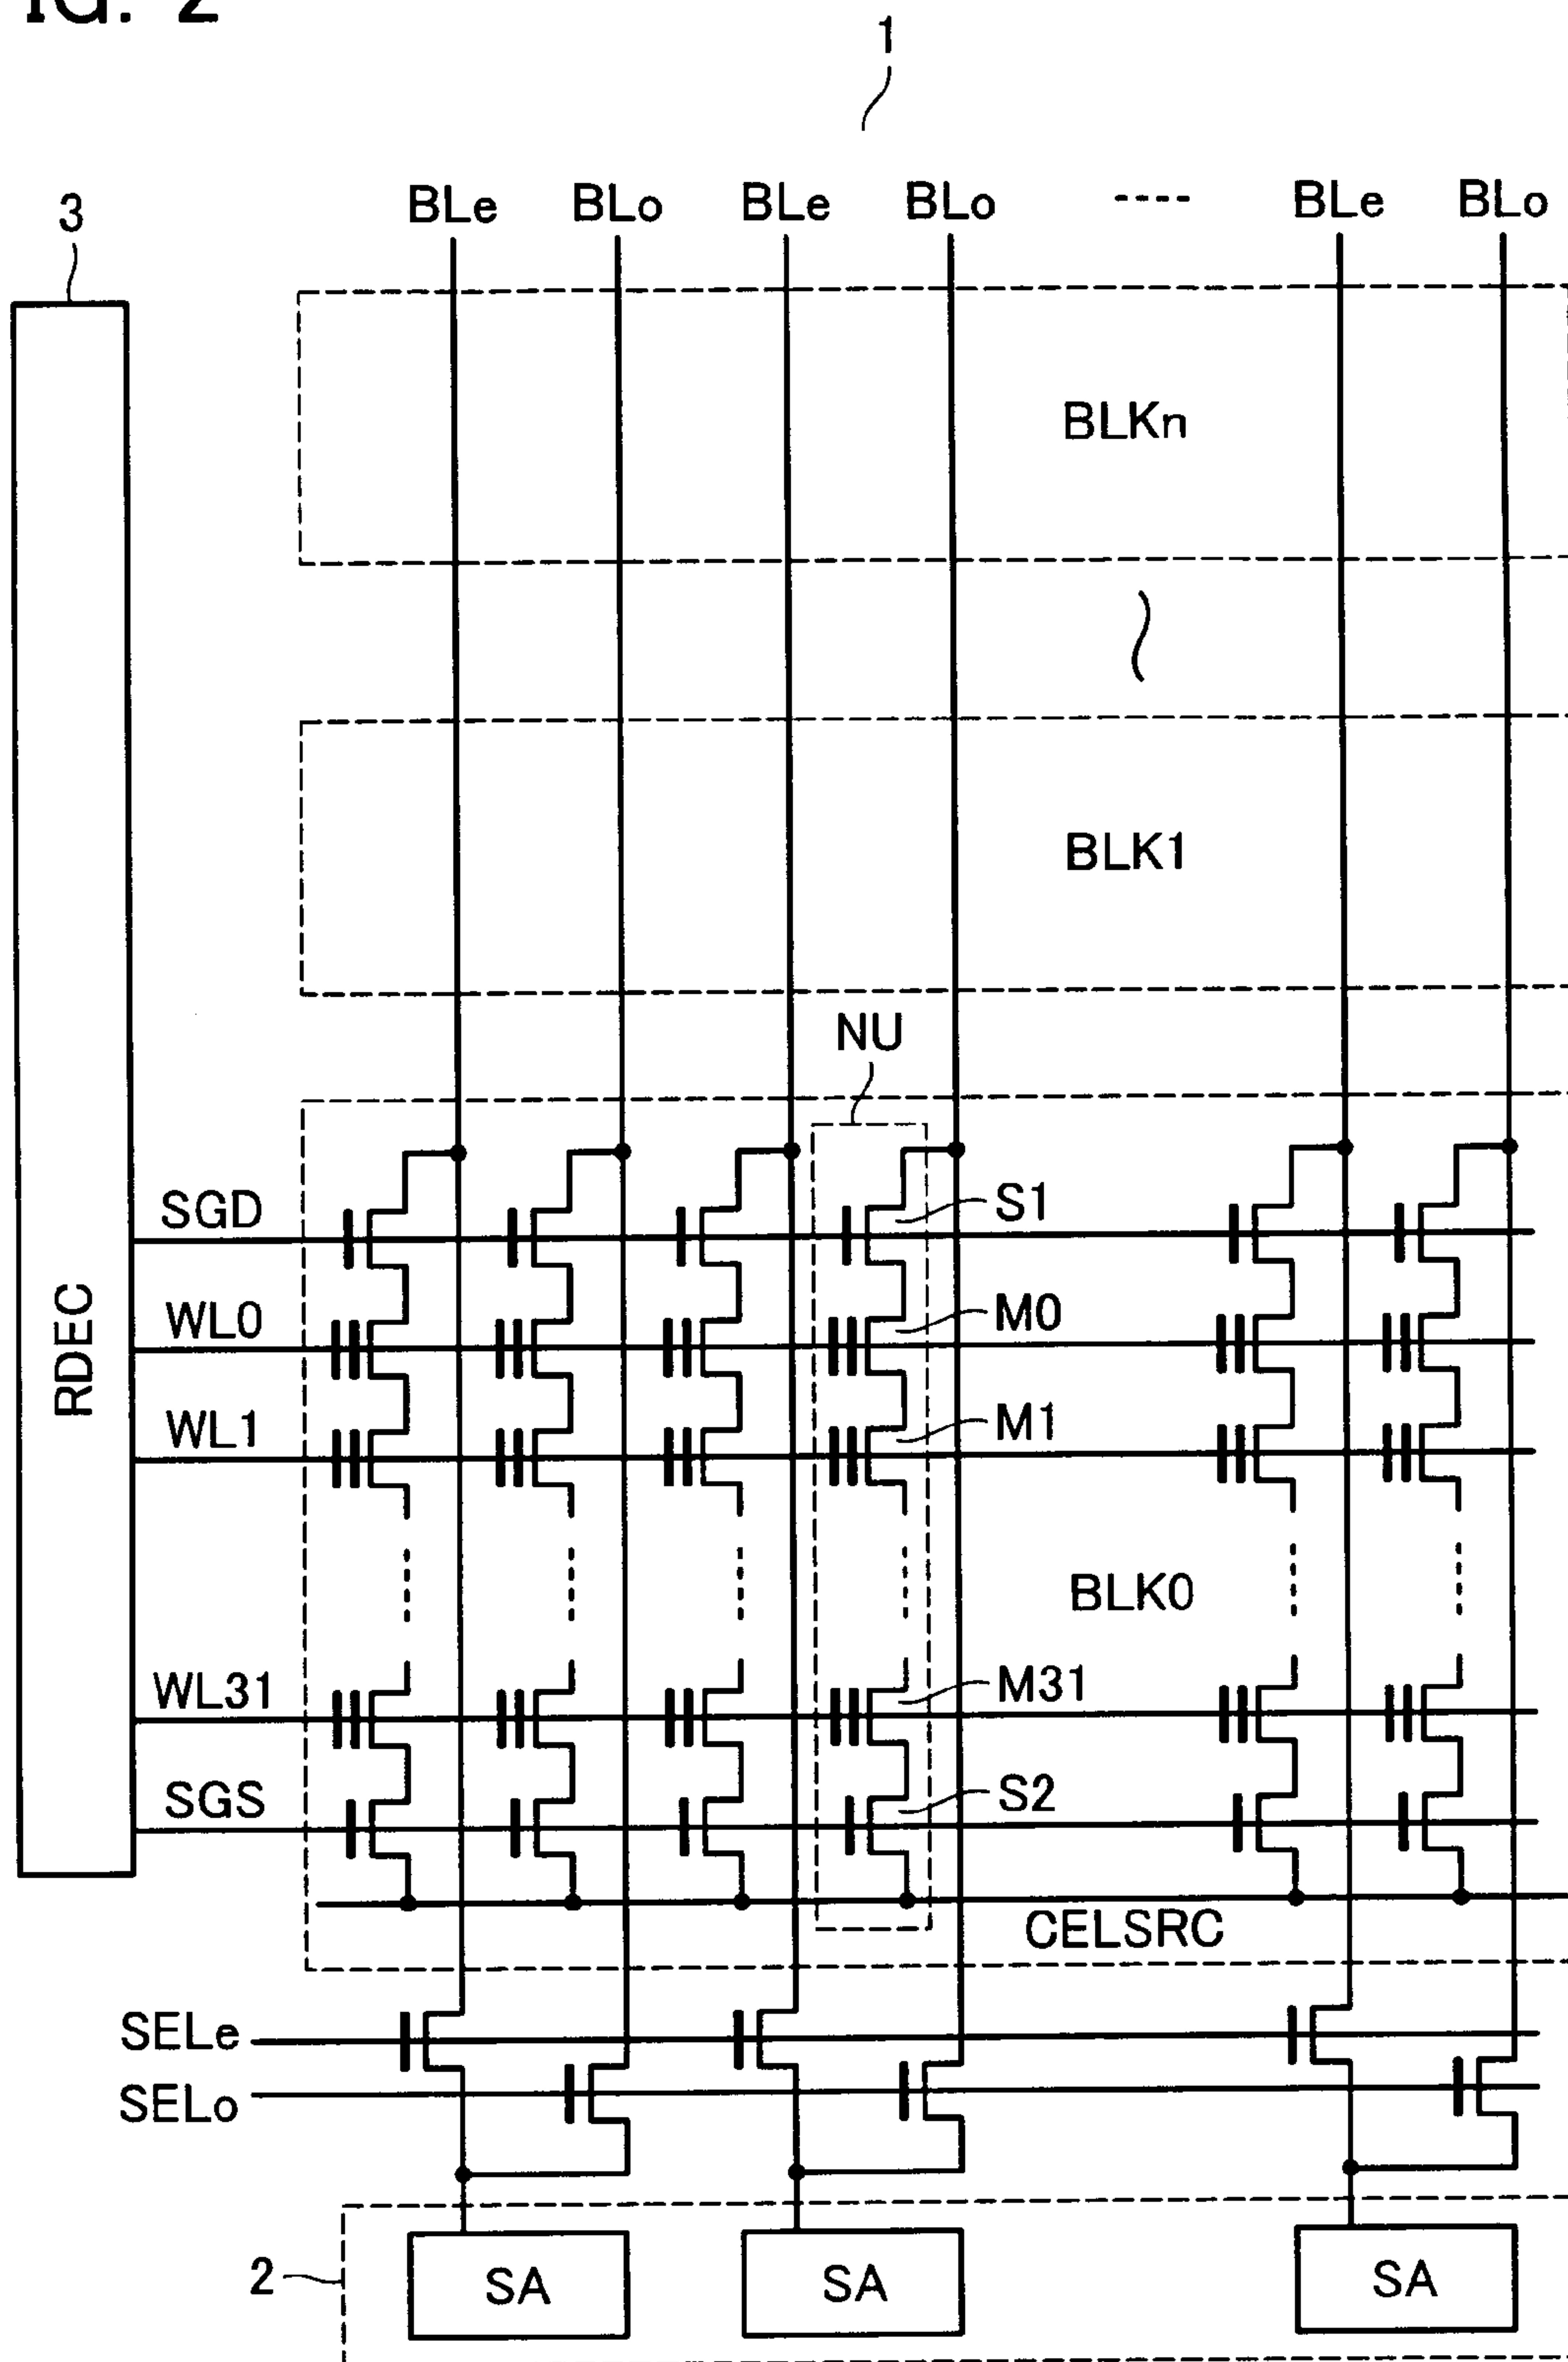 IG. 2
1
BLe BLo BLe BLo ---- BLe BLo
3
BLKn
BLK1
NU
SGD
S1
WL0
M0
RDEC
WL1
M1
BLK0
WL31
M31
SGS
S2
CELSRC
SELe
SELo
2
SA SA SA